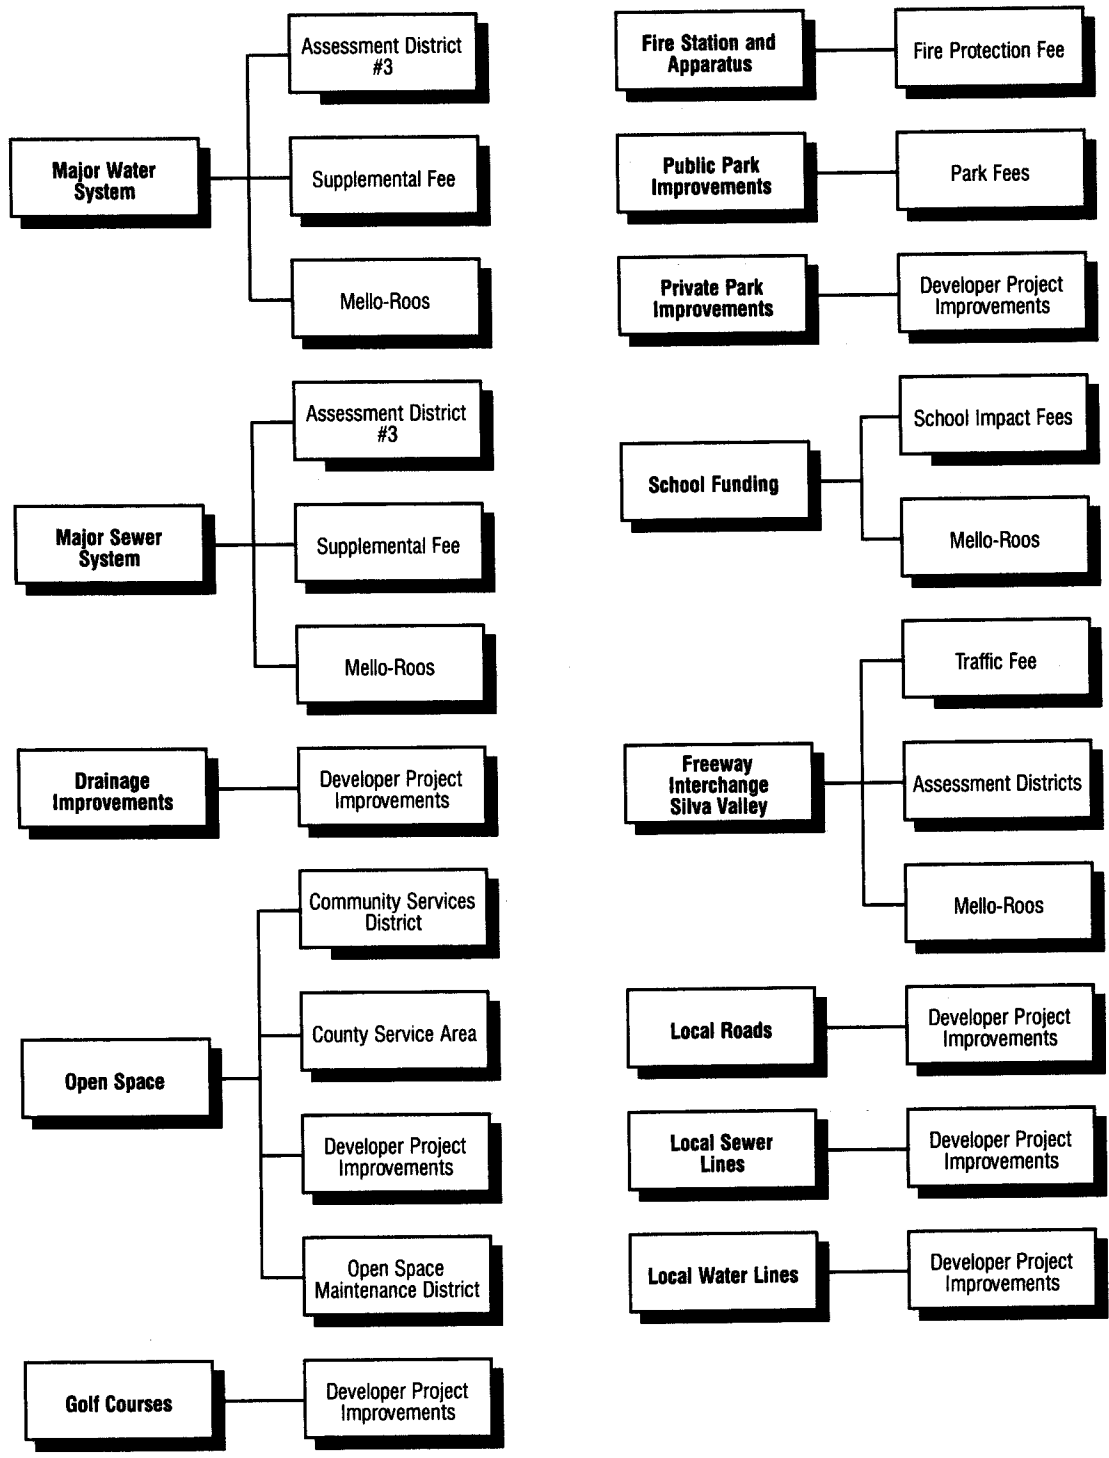 Major Water
System
Assessment District
#3
Supplemental Fee
Mello-Roos
Major Sewer
System
Assessment District
#3
Supplemental Fee
Mello-Roos
Drainage
Improvements
Developer Project
Improvements
Open Space
Community Services
District
County Service Area
Developer Project
Improvements
Open Space
Maintenance District
Golf Courses
Developer Project
Improvements
Fire Station and
Apparatus
Fire Protection Fee
Public Park
Improvements
Park Fees
Private Park
Improvements
Developer Project
Improvements
School Funding
School Impact Fees
Mello-Roos
Freeway
Interchange
Silva Valley
Traffic Fee
Assessment Districts
Mello-Roos
Local Roads
Developer Project
Improvements
Local Sewer
Lines
Developer Project
Improvements
Local Water Lines
Developer Project
Improvements